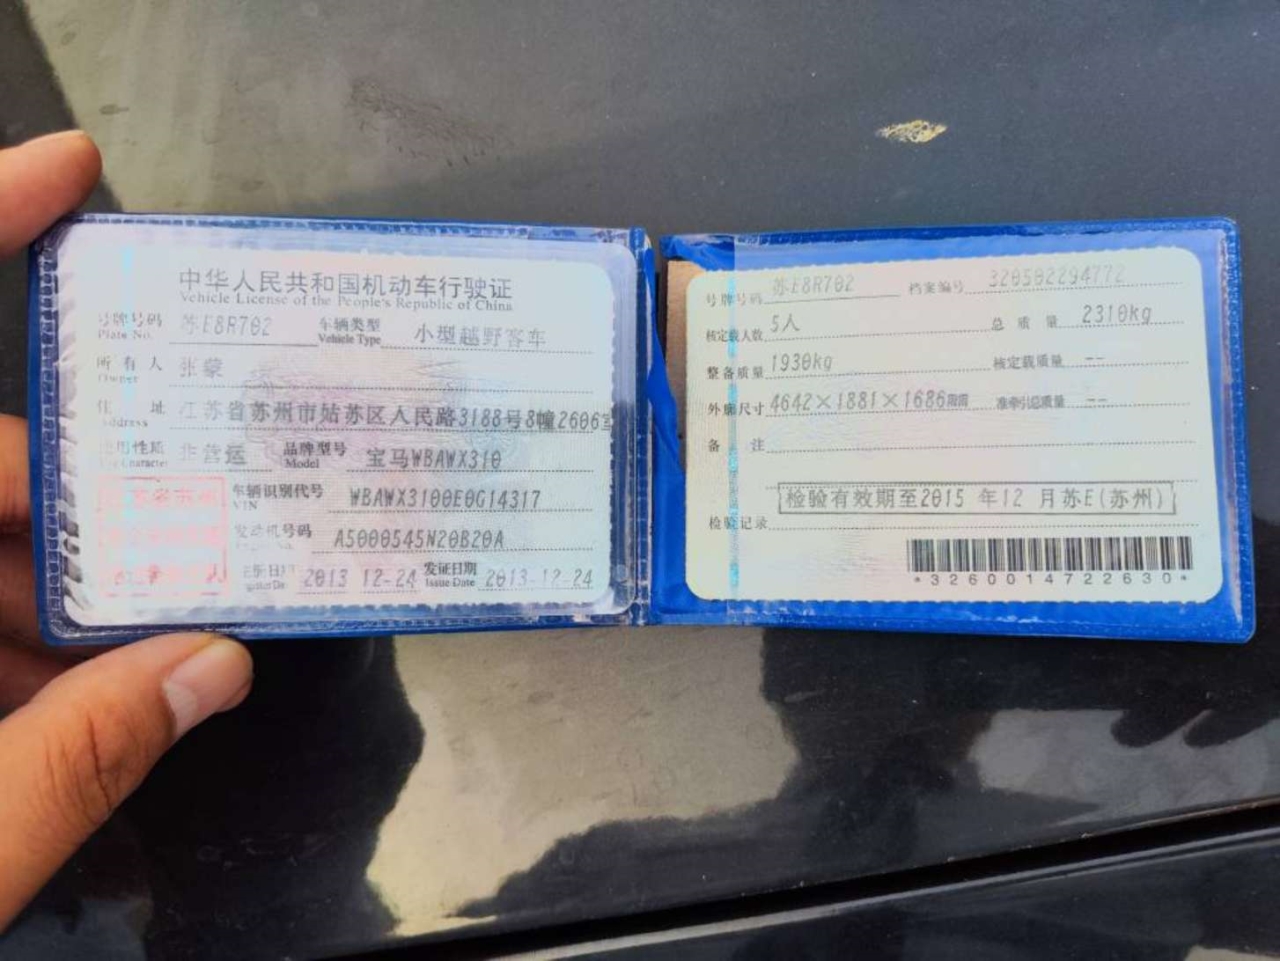 中华人民共和国机动车行驶证
Vehicle License of the People's Republic of China
号牌号码 苏E8R702 车辆类型 小型越野客车
Plate No. Vehicle Type
所有人 张蒙
Owner
住址 江苏省苏州市姑苏区人民路3188号8幢2606室
Address
使用性质 非营运 品牌型号 宝马WBAWX310
Use Character Model
车辆识别代号 WBAWX3100E0G14317
VIN
发动机号码 A5000545N20B20A
注册日期 2013-12-24 发证日期 2013-12-24
Issue Date
号牌号码 苏E8R702 档案编号 320502294772
核定载人数 5人 总质量 2310kg
整备质量 1930kg 核定载质量 --
外廓尺寸 4642×1881×1686 准牵引总质量 --
备注
检验有效期至2015 年12 月苏E(苏州)
检验记录
*3260014722630*